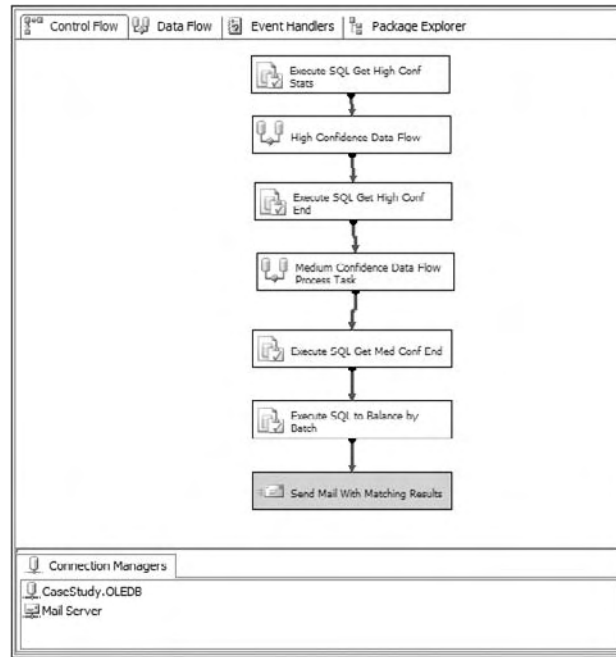 Control Flow
Data Flow
Event Handlers
Package Explorer
Execute SQL Get High Conf
Stats
High Confidence Data Flow
Execute SQL Get High Conf
End
Medium Confidence Data Flow
Process Task
Execute SQL Get Med Conf End
Execute SQL to Balance by
Batch
Send Mail With Matching Results
Connection Managers
CaseStudy.OLEDB
Mail Server